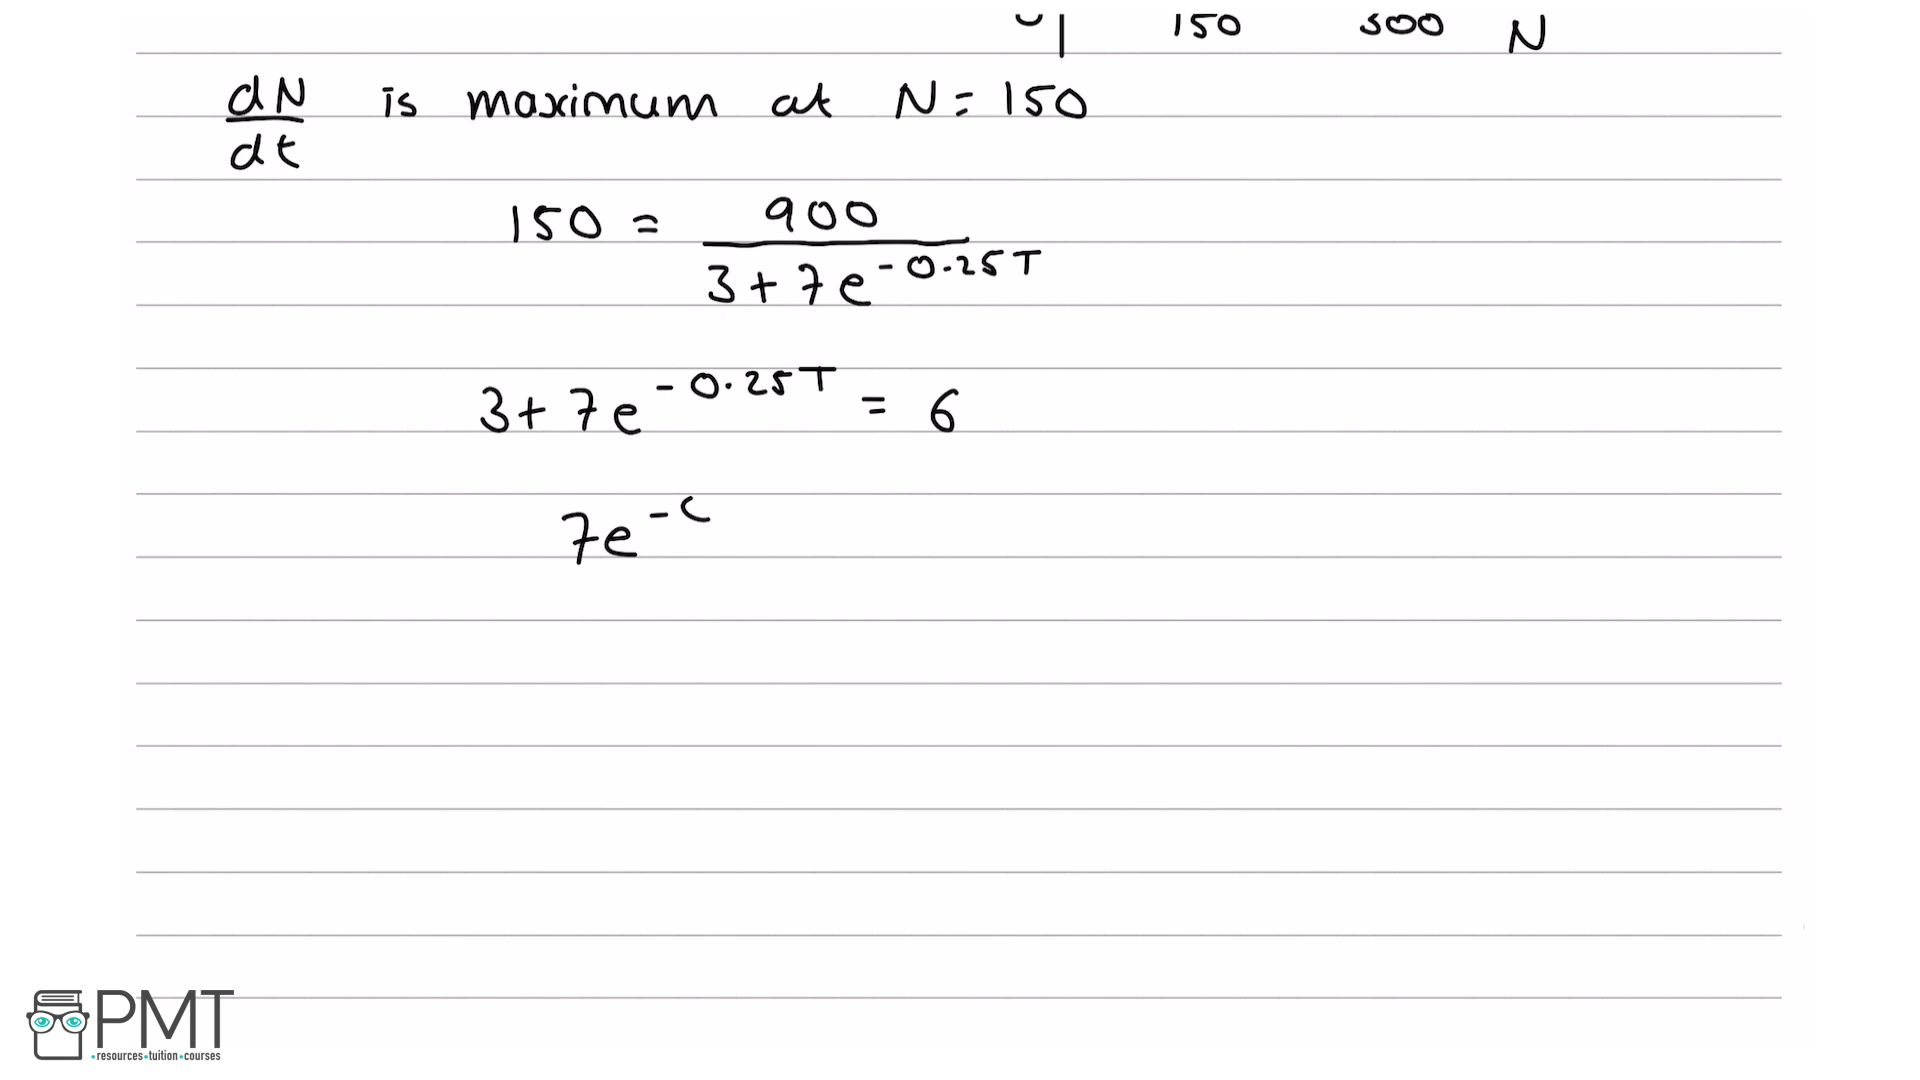 150 300 N
dN/dt is maximum at N = 150
150 = 900/(3 + 7e^-0.25T)
3 + 7e^-0.25T = 6
7e^-
PMT
•resources•tuition•courses